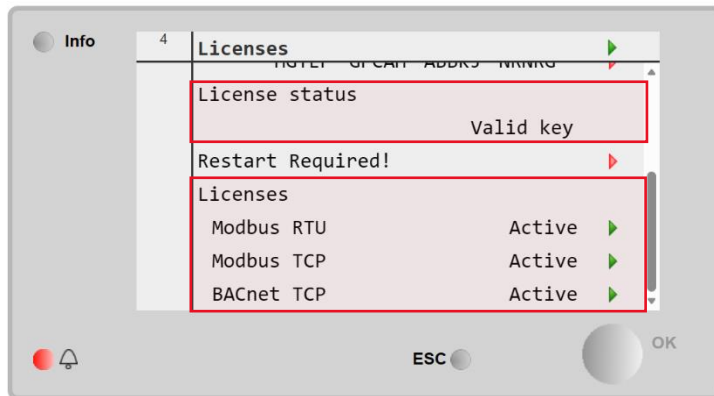 Info
4
Licenses
License status
Valid key
Restart Required!
Licenses
Modbus RTU Active
Modbus TCP Active
BACnet TCP Active
ESC
OK